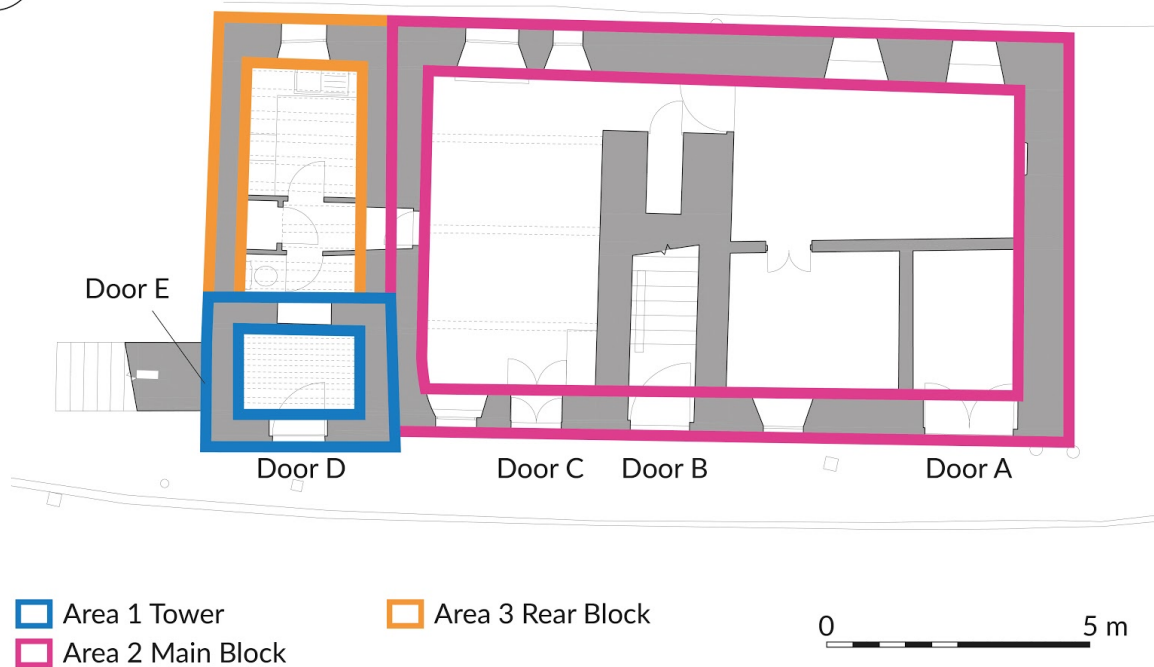 Door E
Door D
Door C
Door B
Door A
Area 1 Tower
Area 3 Rear Block
Area 2 Main Block
0
5 m